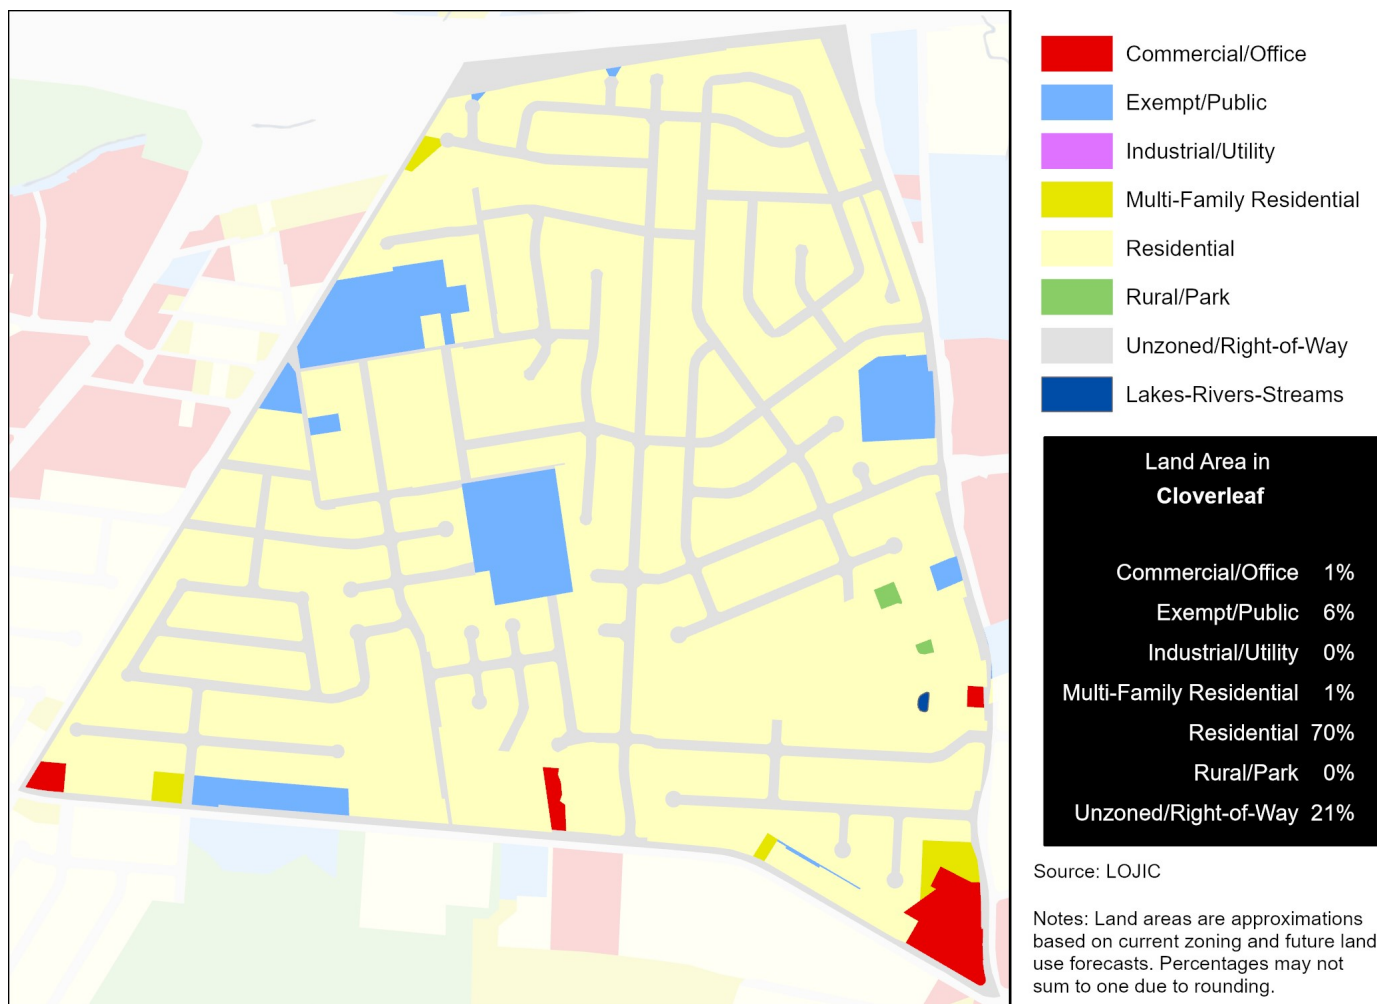 Commercial/Office
Exempt/Public
Industrial/Utility
Multi-Family Residential
Residential
Rural/Park
Unzoned/Right-of-Way
Lakes-Rivers-Streams
Land Area in
Cloverleaf
Commercial/Office 1%
Exempt/Public 6%
Industrial/Utility 0%
Multi-Family Residential 1%
Residential 70%
Rural/Park 0%
Unzoned/Right-of-Way 21%
Source: LOJIC
Notes: Land areas are approximations
based on current zoning and future land
use forecasts. Percentages may not
sum to one due to rounding.